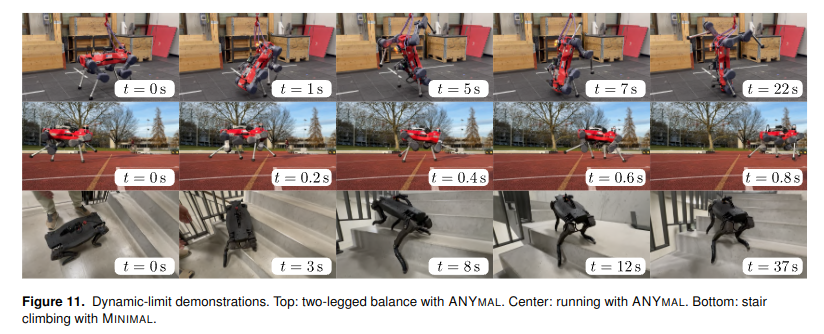 t = 0 s
t = 1 s
t = 5 s
t = 7 s
t = 22 s
t = 0 s
t = 0.2 s
t = 0.4 s
t = 0.6 s
t = 0.8 s
t = 0 s
t = 3 s
t = 8 s
t = 12 s
t = 37 s
Figure 11. Dynamic-limit demonstrations. Top: two-legged balance with ANYMAL. Center: running with ANYMAL. Bottom: stair
climbing with MINIMAL.